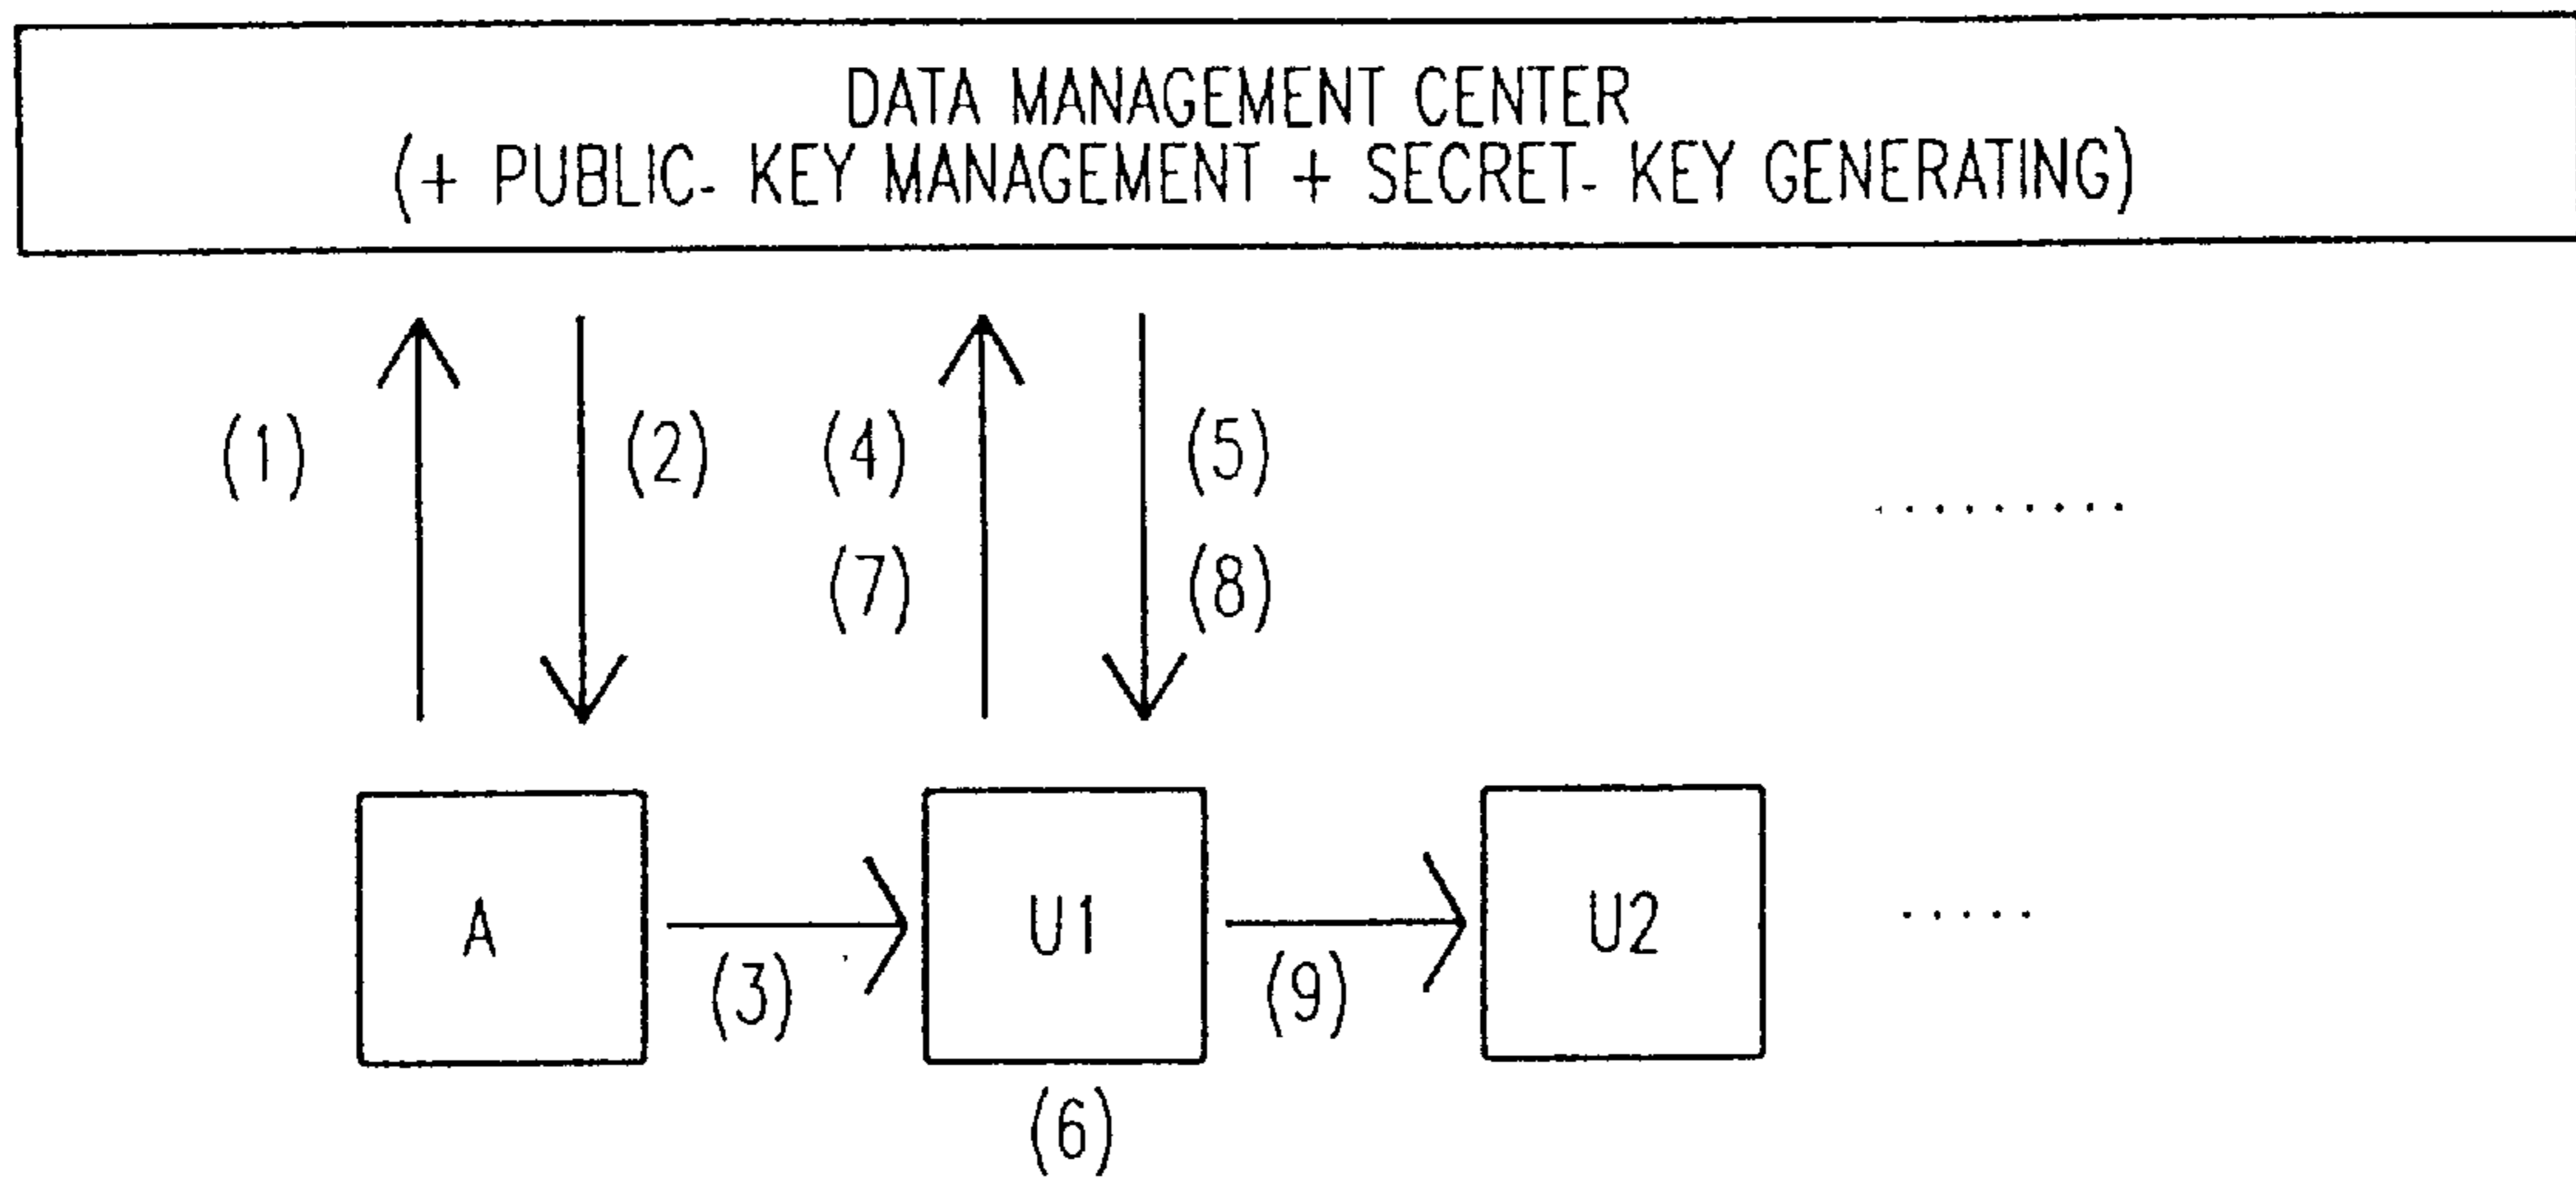 DATA MANAGEMENT CENTER
(+ PUBLIC- KEY MANAGEMENT + SECRET- KEY GENERATING)
(1)
(2)
(4)
(5)
(7)
(8)
A
U1
U2
(3)
(9)
(6)